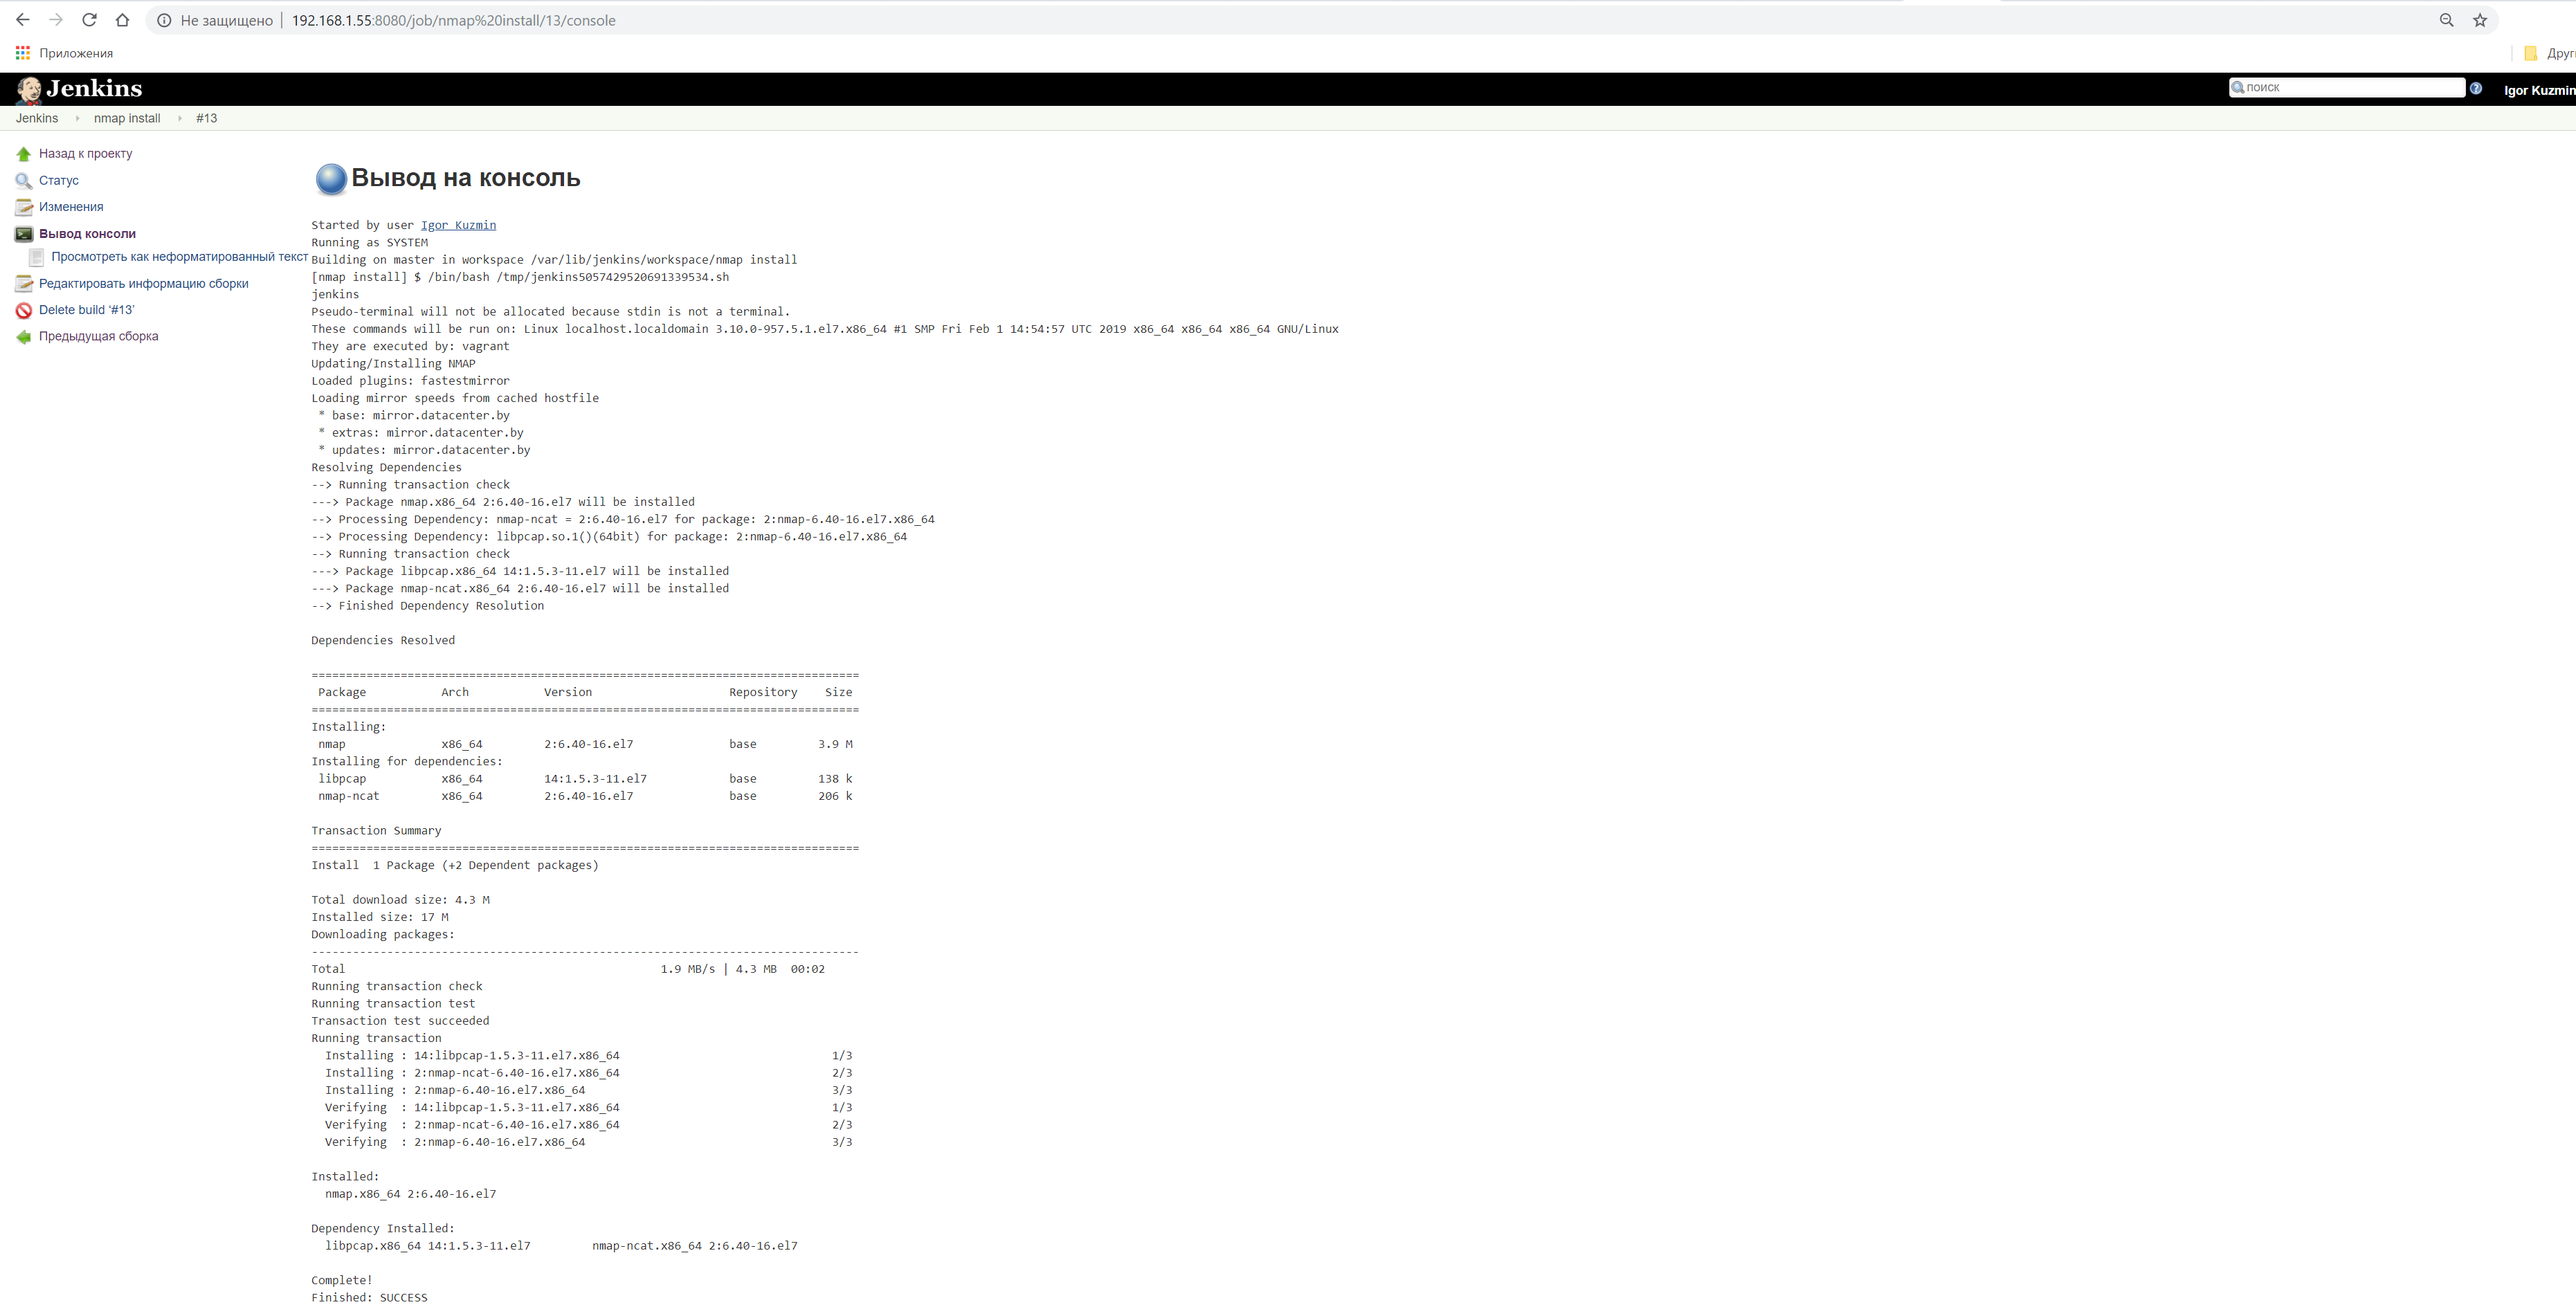 Не защищено | 192.168.1.55:8080/job/nmap%20install/13/console
Приложения
Jenkins
поиск
Igor Kuzmin
Jenkins nmap install #13
Назад к проекту
Статус
Изменения
Вывод консоли
Просмотреть как неформатированный текст
Редактировать информацию сборки
Delete build ‘#13’
Предыдущая сборка
Вывод на консоль
Started by user Igor Kuzmin
Running as SYSTEM
Building on master in workspace /var/lib/jenkins/workspace/nmap install
[nmap install] $ /bin/bash /tmp/jenkins5057429520691339534.sh
jenkins
Pseudo-terminal will not be allocated because stdin is not a terminal.
These commands will be run on: Linux localhost.localdomain 3.10.0-957.5.1.el7.x86_64 #1 SMP Fri Feb 1 14:54:57 UTC 2019 x86_64 x86_64 x86_64 GNU/Linux
They are executed by: vagrant
Updating/Installing NMAP
Loaded plugins: fastestmirror
Loading mirror speeds from cached hostfile
 * base: mirror.datacenter.by
 * extras: mirror.datacenter.by
 * updates: mirror.datacenter.by
Resolving Dependencies
--> Running transaction check
---> Package nmap.x86_64 2:6.40-16.el7 will be installed
--> Processing Dependency: nmap-ncat = 2:6.40-16.el7 for package: 2:nmap-6.40-16.el7.x86_64
--> Processing Dependency: libpcap.so.1()(64bit) for package: 2:nmap-6.40-16.el7.x86_64
--> Running transaction check
---> Package libpcap.x86_64 14:1.5.3-11.el7 will be installed
---> Package nmap-ncat.x86_64 2:6.40-16.el7 will be installed
--> Finished Dependency Resolution
Dependencies Resolved
================================================================================
 Package Arch Version Repository Size
================================================================================
Installing:
 nmap x86_64 2:6.40-16.el7 base 3.9 M
Installing for dependencies:
 libpcap x86_64 14:1.5.3-11.el7 base 138 k
 nmap-ncat x86_64 2:6.40-16.el7 base 206 k
Transaction Summary
================================================================================
Install  1 Package (+2 Dependent packages)
Total download size: 4.3 M
Installed size: 17 M
Downloading packages:
--------------------------------------------------------------------------------
Total 1.9 MB/s | 4.3 MB  00:02
Running transaction check
Running transaction test
Transaction test succeeded
Running transaction
  Installing : 14:libpcap-1.5.3-11.el7.x86_64 1/3
  Installing : 2:nmap-ncat-6.40-16.el7.x86_64 2/3
  Installing : 2:nmap-6.40-16.el7.x86_64 3/3
  Verifying  : 14:libpcap-1.5.3-11.el7.x86_64 1/3
  Verifying  : 2:nmap-ncat-6.40-16.el7.x86_64 2/3
  Verifying  : 2:nmap-6.40-16.el7.x86_64 3/3
Installed:
  nmap.x86_64 2:6.40-16.el7
Dependency Installed:
  libpcap.x86_64 14:1.5.3-11.el7 nmap-ncat.x86_64 2:6.40-16.el7
Complete!
Finished: SUCCESS